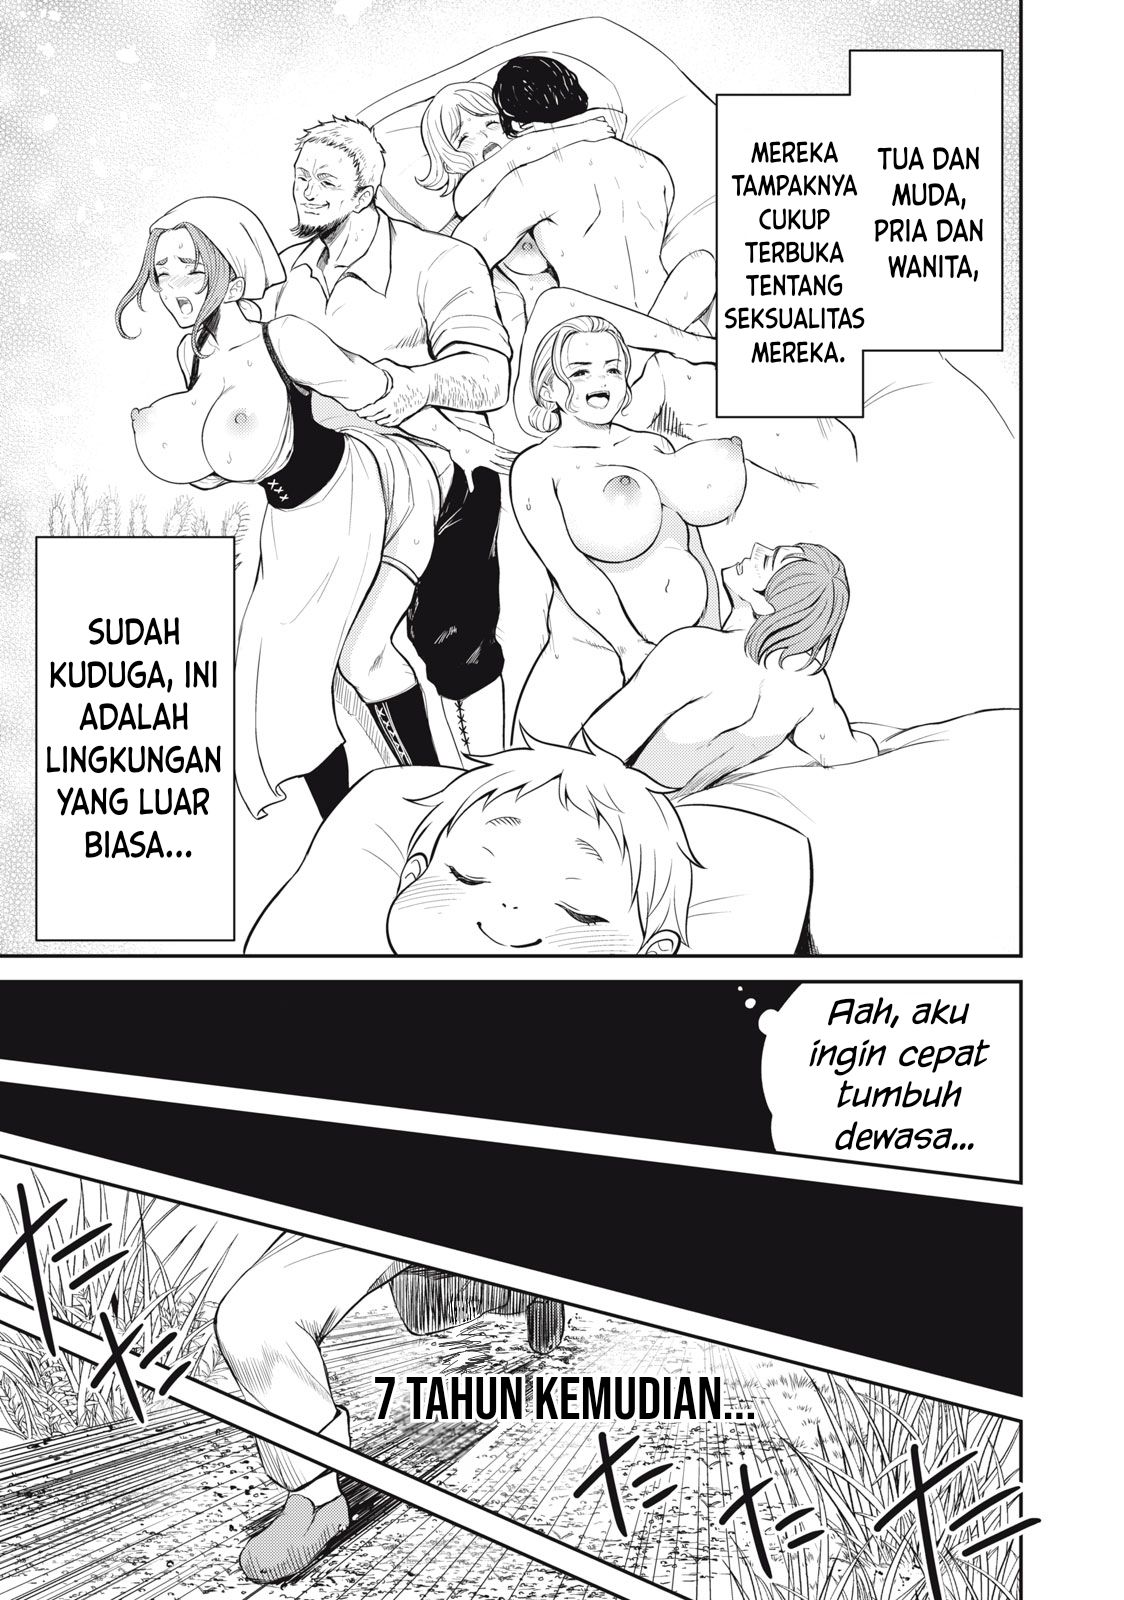 TUA DAN
MUDA,
PRIA DAN
WANITA,
MEREKA
TAMPAKNYA
CUKUP
TERBUKA
TENTANG
SEKSUALITAS
MEREKA.
SUDAH
KUDUGA, INI
ADALAH
LINGKUNGAN
YANG LUAR
BIASA...
Aah, aku
ingin cepat
tumbuh
dewasa...
7 TAHUN KEMUDIAN...